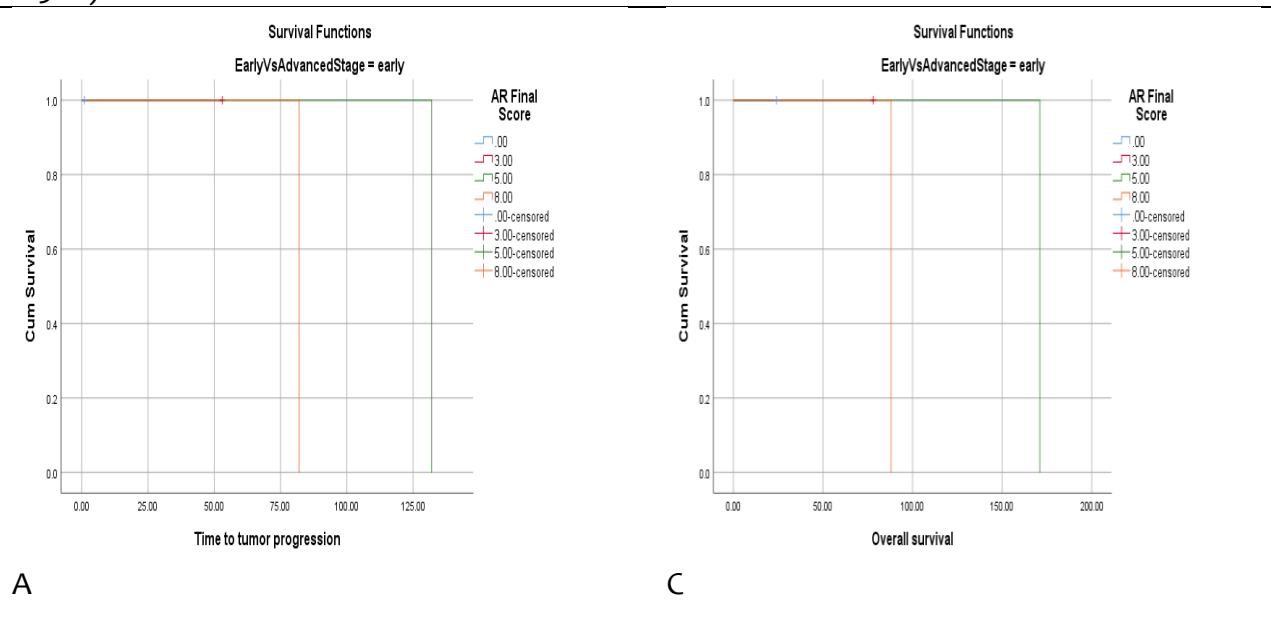 Survival Functions
EarlyVsAdvancedStage = early
AR Final
Score
.00
3.00
5.00
8.00
.00-censored
3.00-censored
5.00-censored
8.00-censored
Cum Survival
1.0
0.8
0.6
0.4
0.2
0.0
0.00 25.00 50.00 75.00 100.00 125.00
Time to tumor progression
A
Survival Functions
EarlyVsAdvancedStage = early
AR Final
Score
.00
3.00
5.00
8.00
.00-censored
3.00-censored
5.00-censored
8.00-censored
Cum Survival
1.0
0.8
0.6
0.4
0.2
0.0
0.00 50.00 100.00 150.00 200.00
Overall survival
C